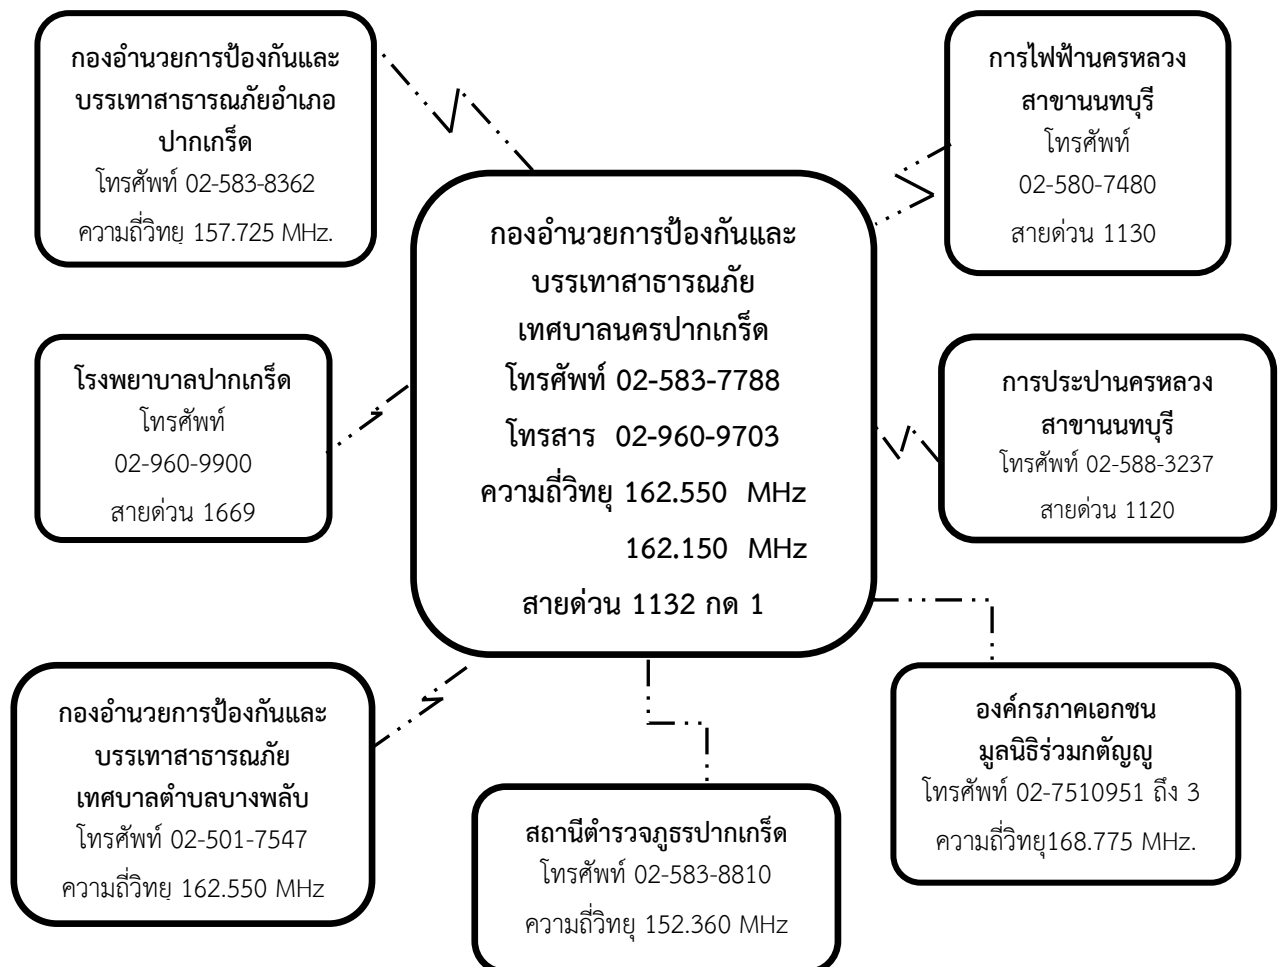 กองอำนวยการป้องกันและ
บรรเทาสาธารณภัยอำเภอ
ปากเกร็ด
โทรศัพท์ 02-583-8362
ความถี่วิทยุ 157.725 MHz.
การไฟฟ้านครหลวง
สาขานนทบุรี
โทรศัพท์
02-580-7480
สายด่วน 1130
กองอำนวยการป้องกันและ
บรรเทาสาธารณภัย
เทศบาลนครปากเกร็ด
โทรศัพท์ 02-583-7788
โทรสาร 02-960-9703
ความถี่วิทยุ 162.550 MHz
162.150 MHz
สายด่วน 1132 กด 1
โรงพยาบาลปากเกร็ด
โทรศัพท์
02-960-9900
สายด่วน 1669
การประปานครหลวง
สาขานนทบุรี
โทรศัพท์ 02-588-3237
สายด่วน 1120
กองอำนวยการป้องกันและ
บรรเทาสาธารณภัย
เทศบาลตำบลบางพลับ
โทรศัพท์ 02-501-7547
ความถี่วิทยุ 162.550 MHz
สถานีตำรวจภูธรปากเกร็ด
โทรศัพท์ 02-583-8810
ความถี่วิทยุ 152.360 MHz
องค์กรภาคเอกชน
มูลนิธิร่วมกตัญญู
โทรศัพท์ 02-7510951 ถึง 3
ความถี่วิทยุ168.775 MHz.